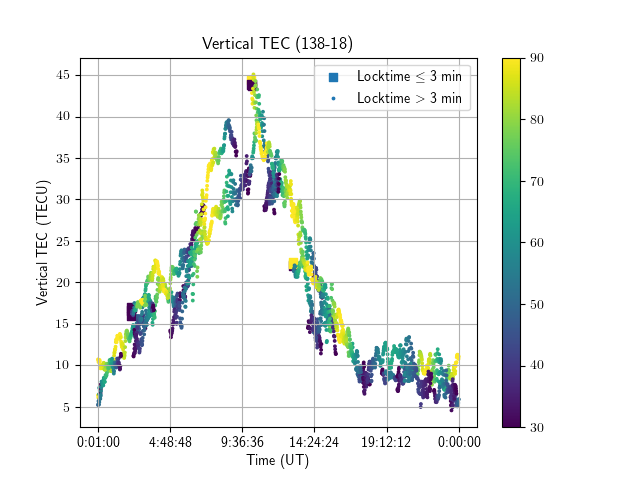 Vertical TEC (138-18)
Locktime ≤ 3 min
Locktime > 3 min
Vertical TEC (TECU)
45
40
35
30
25
20
15
10
5
0:01:00 4:48:48 9:36:36 14:24:24 19:12:12 0:00:00
Time (UT)
90
80
70
60
50
40
30